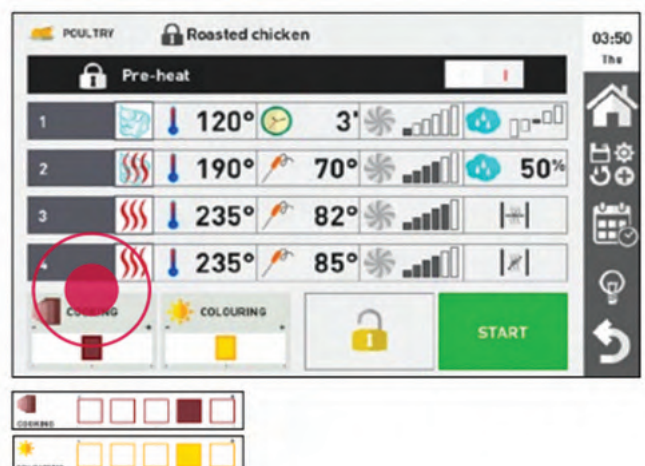 POULTRY Roasted chicken 03:50
Thu
Pre-heat I
1 120° 3'
2 190° 70° 50%
3 235° 82°
4 235° 85°
COOKING COLOURING START
- + - +
COOKING